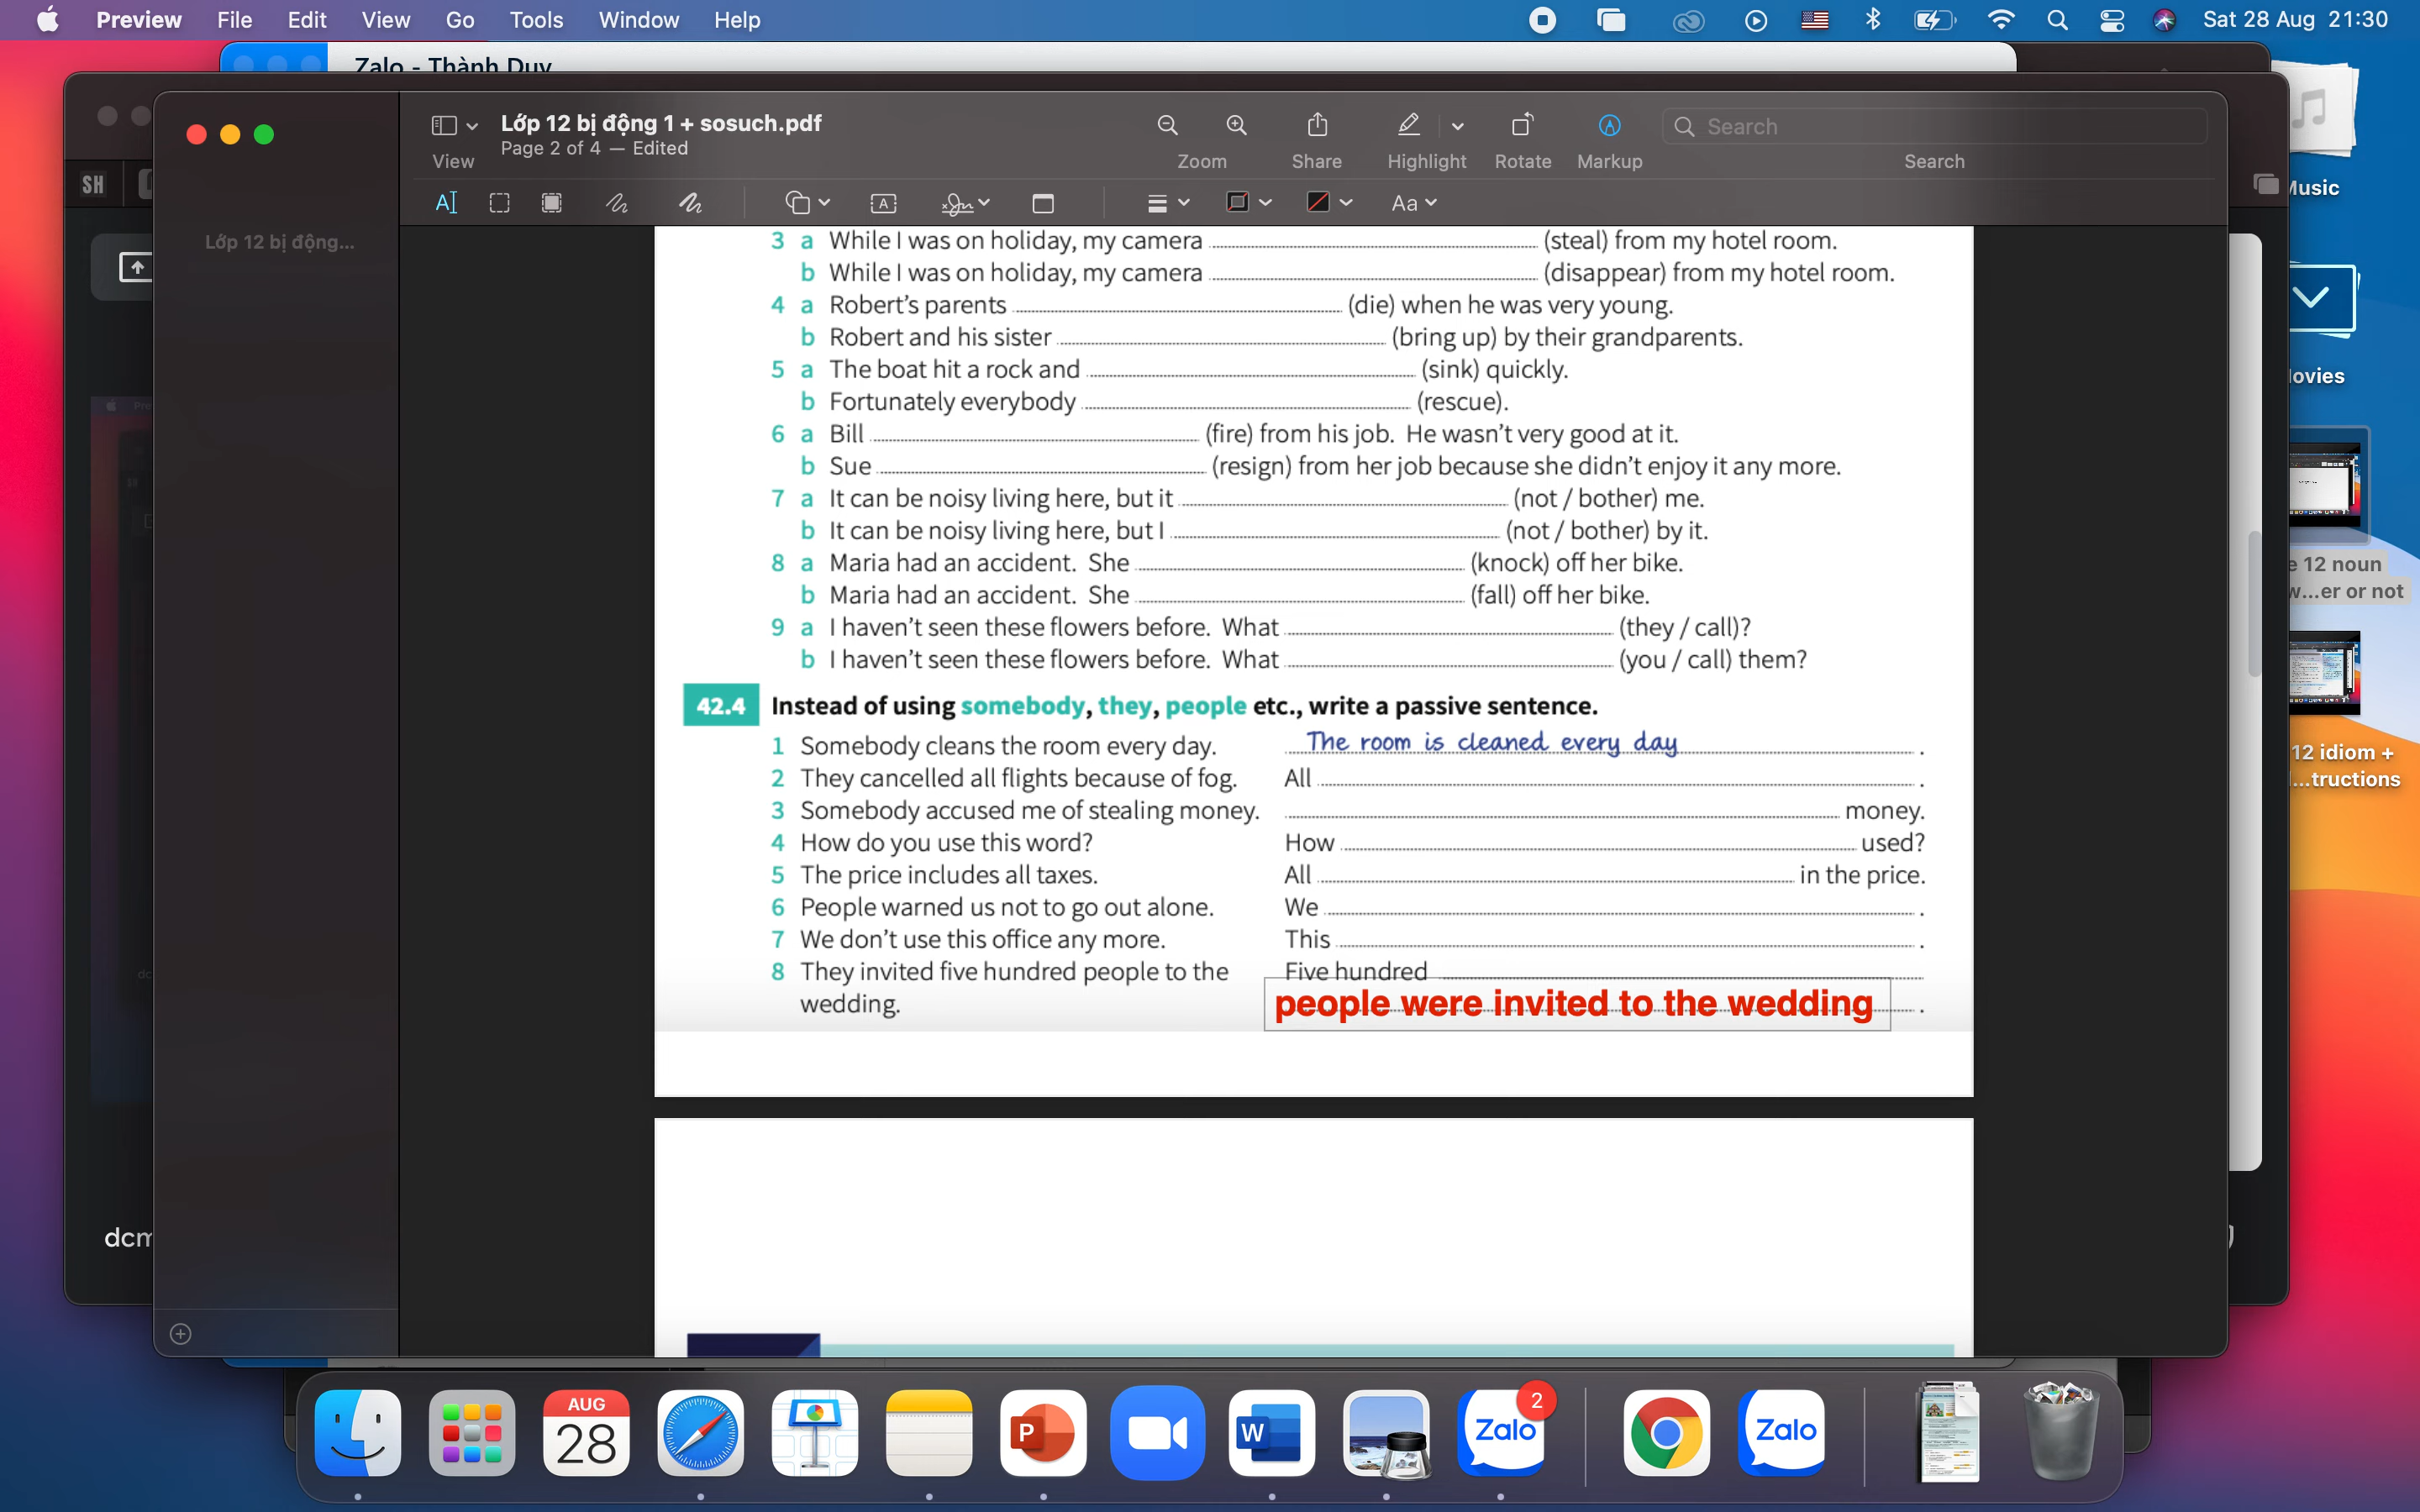 Preview File Edit View Go Tools Window Help Sat 28 Aug 21:30
Zalo - Thành Duy
Lớp 12 bị động 1 + sosuch.pdf
Page 2 of 4 — Edited
View Zoom Share Highlight Rotate Markup Search
Search
SH
Lớp 12 bị động...
3 a While I was on holiday, my camera (steal) from my hotel room.
b While I was on holiday, my camera (disappear) from my hotel room.
4 a Robert's parents (die) when he was very young.
b Robert and his sister (bring up) by their grandparents.
5 a The boat hit a rock and (sink) quickly.
b Fortunately everybody (rescue).
6 a Bill (fire) from his job. He wasn't very good at it.
b Sue (resign) from her job because she didn't enjoy it any more.
7 a It can be noisy living here, but it (not / bother) me.
b It can be noisy living here, but I (not / bother) by it.
8 a Maria had an accident. She (knock) off her bike.
b Maria had an accident. She (fall) off her bike.
9 a I haven't seen these flowers before. What (they / call)?
b I haven't seen these flowers before. What (you / call) them?
42.4 Instead of using somebody, they, people etc., write a passive sentence.
1 Somebody cleans the room every day. The room is cleaned every day.
2 They cancelled all flights because of fog. All .
3 Somebody accused me of stealing money. money.
4 How do you use this word? How used?
5 The price includes all taxes. All in the price.
6 People warned us not to go out alone. We .
7 We don't use this office any more. This .
8 They invited five hundred people to the Five hundred
wedding. people were invited to the wedding .
Music
ovies
e 12 noun
w...er or not
12 idiom +
...tructions
dcm
AUG
28
P
W
Zalo
2
Zalo